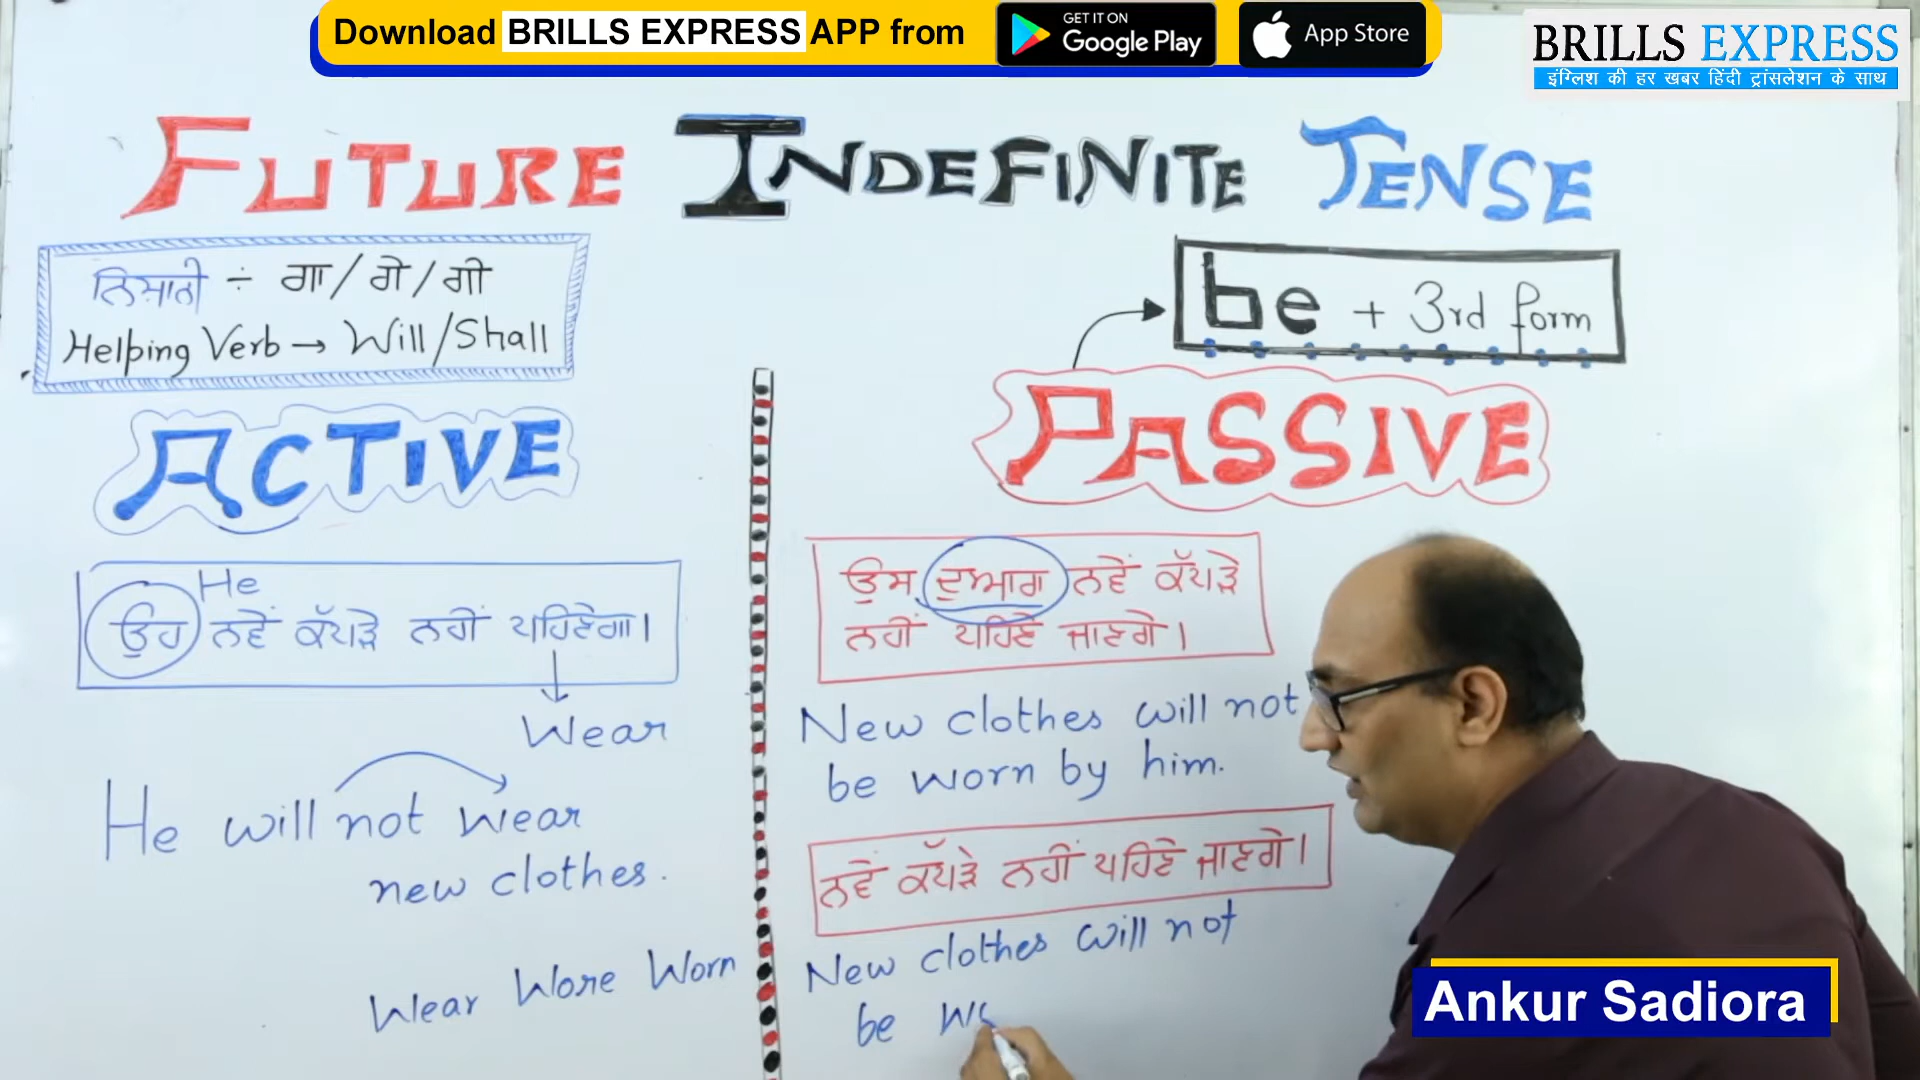 Download BRILLS EXPRESS APP from
GET IT ON
Google Play
App Store
BRILLS EXPRESS
इंग्लिश की हर खबर हिंदी ट्रांसलेशन के साथ
FUTURE INDEFINITE TENSE
ਨਿਸ਼ਾਨੀ ÷ ਗਾ/ਗੇ/ਗੀ
Helping Verb → Will/Shall
be + 3rd form
ACTIVE
PASSIVE
He
ਉਹ ਨਵੇਂ ਕੱਪੜੇ ਨਹੀਂ ਪਹਿਣੇਗਾ।
Wear
He will not wear
new clothes.
Wear Wore Worn
ਉਸ ਦੁਆਰਾ ਨਵੇਂ ਕੱਪੜੇ
ਨਹੀਂ ਪਹਿਣੇ ਜਾਣਗੇ।
New clothes will not
be worn by him.
ਨਵੇਂ ਕੱਪੜੇ ਨਹੀਂ ਪਹਿਣੇ ਜਾਣਗੇ।
New clothes will not
be wo
Ankur Sadiora